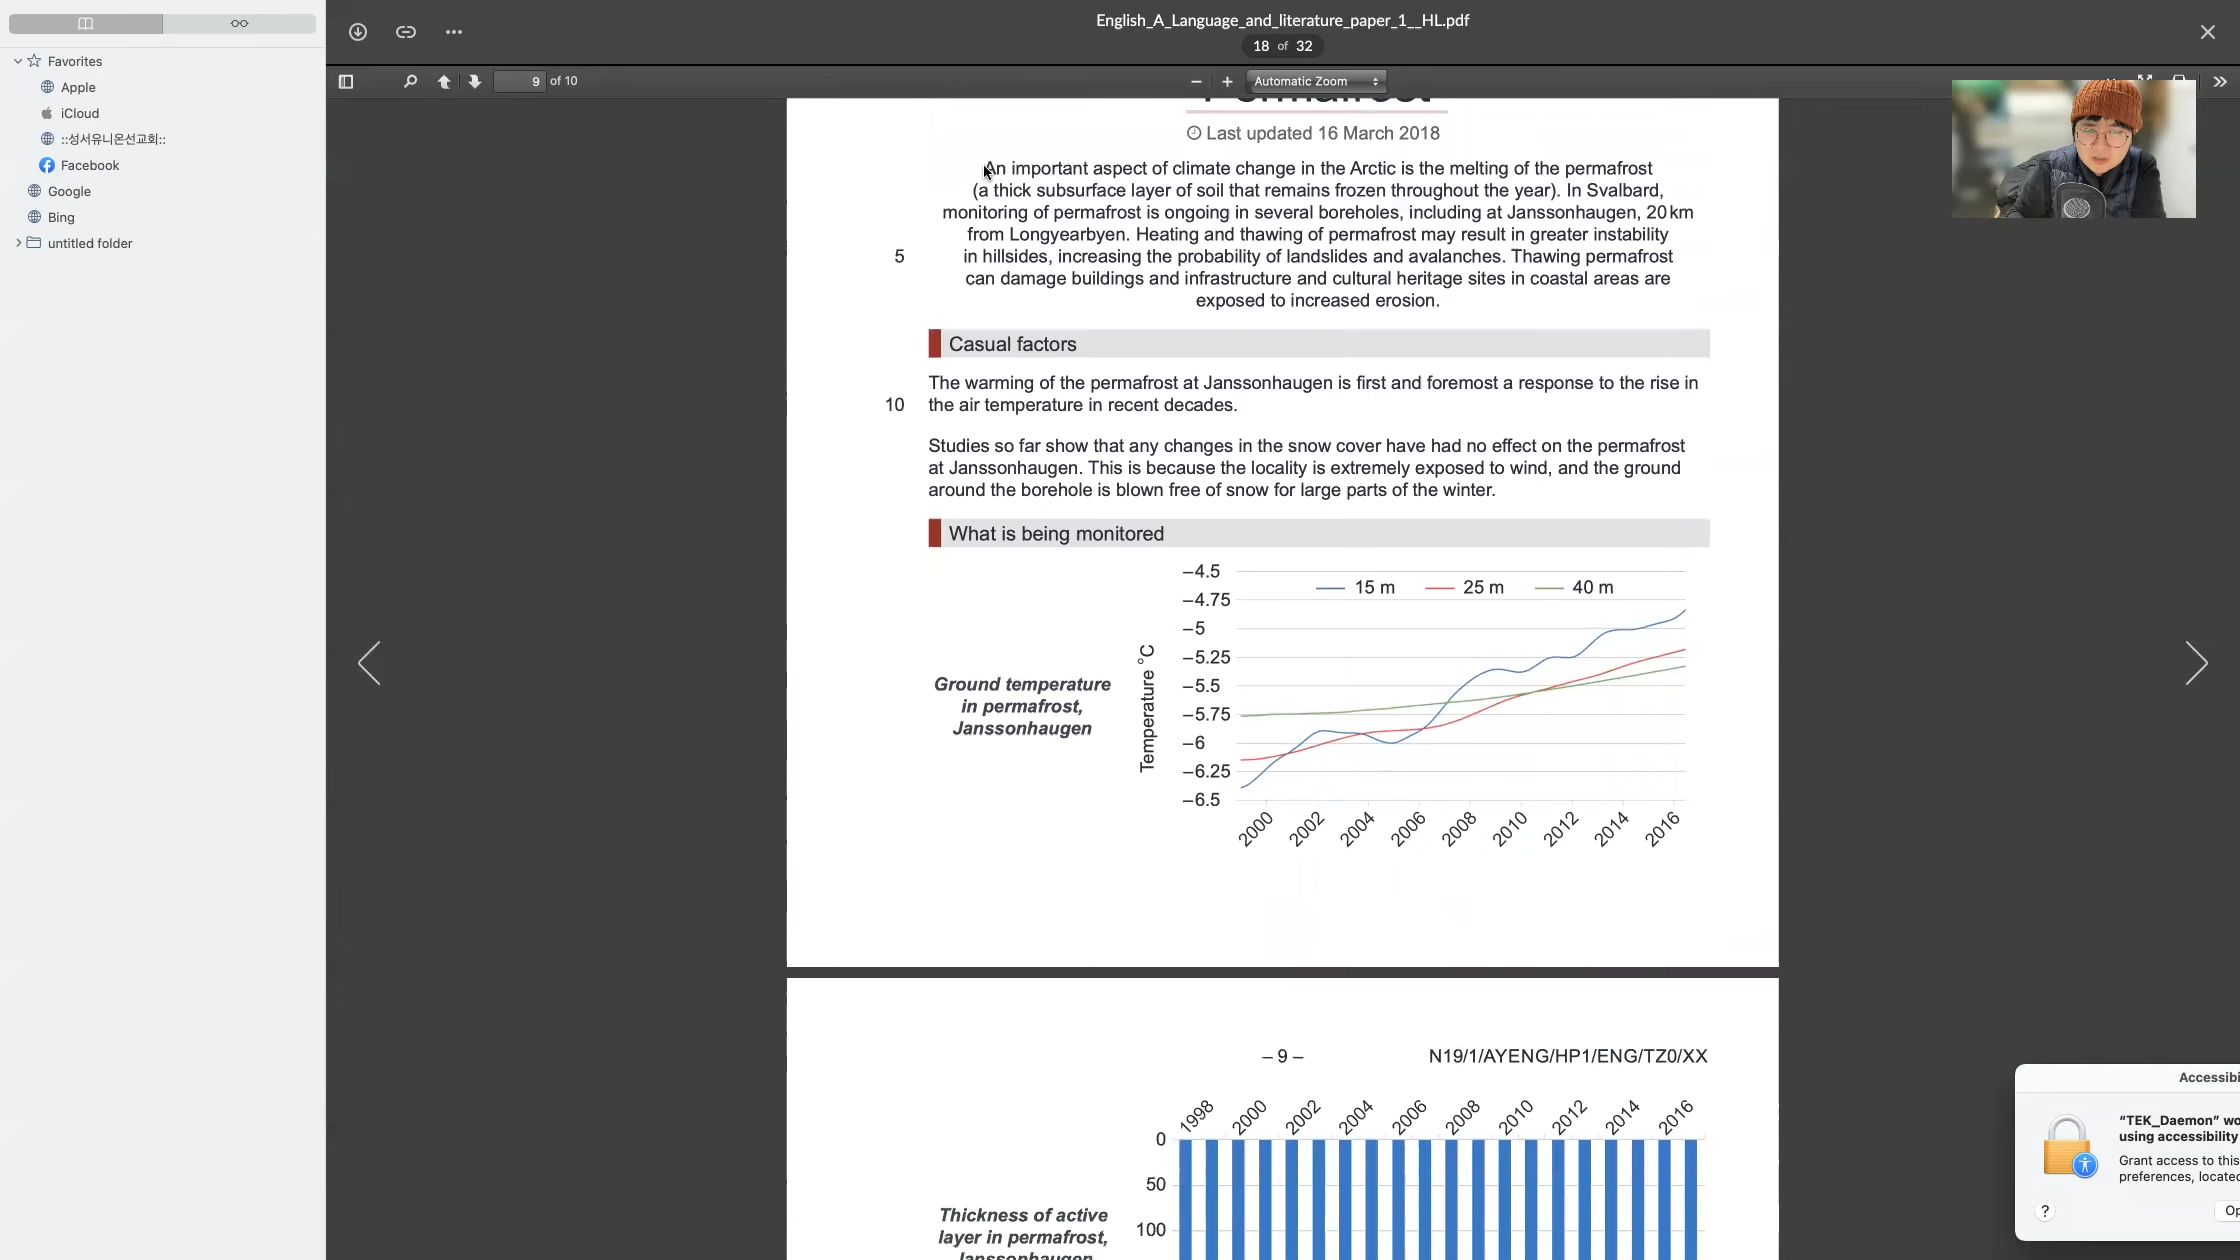 English_A_Language_and_literature_paper_1__HL.pdf
18 of 32
Favorites
Apple
iCloud
::성서유니온선교회::
Facebook
Google
Bing
untitled folder
9 of 10
Automatic Zoom
Last updated 16 March 2018
An important aspect of climate change in the Arctic is the melting of the permafrost
(a thick subsurface layer of soil that remains frozen throughout the year). In Svalbard,
monitoring of permafrost is ongoing in several boreholes, including at Janssonhaugen, 20 km
from Longyearbyen. Heating and thawing of permafrost may result in greater instability
5 in hillsides, increasing the probability of landslides and avalanches. Thawing permafrost
can damage buildings and infrastructure and cultural heritage sites in coastal areas are
exposed to increased erosion.
Casual factors
The warming of the permafrost at Janssonhaugen is first and foremost a response to the rise in
10 the air temperature in recent decades.
Studies so far show that any changes in the snow cover have had no effect on the permafrost
at Janssonhaugen. This is because the locality is extremely exposed to wind, and the ground
around the borehole is blown free of snow for large parts of the winter.
What is being monitored
Ground temperature
in permafrost,
Janssonhaugen
Temperature °C
–4.5
–4.75
–5
–5.25
–5.5
–5.75
–6
–6.25
–6.5
15 m 25 m 40 m
2000 2002 2004 2006 2008 2010 2012 2014 2016
– 9 – N19/1/AYENG/HP1/ENG/TZ0/XX
1998 2000 2002 2004 2006 2008 2010 2012 2014 2016
0
50
100
Thickness of active
layer in permafrost,
Accessibi
“TEK_Daemon” wo
using accessibility
Grant access to this
preferences, locate
?
Op